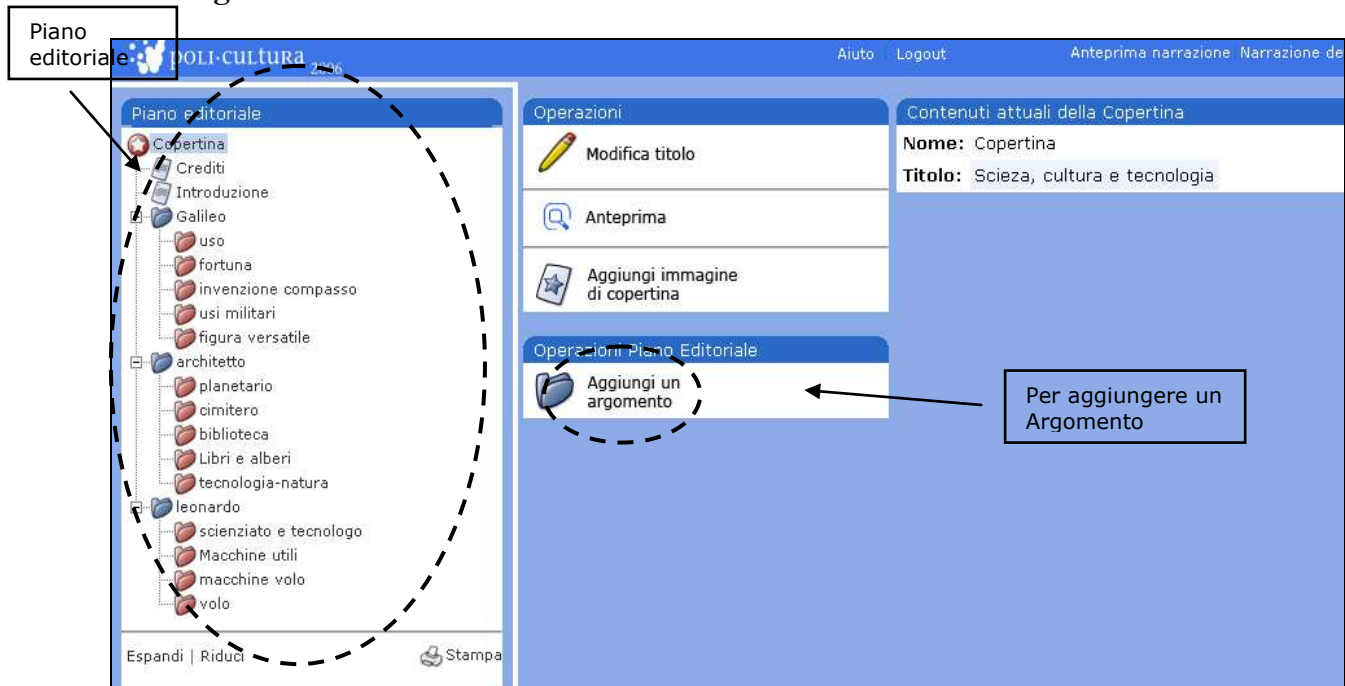 Piano
editoriale
poli·cultura 2006
Aiuto Logout Anteprima narrazione Narrazione de
Piano editoriale
Copertina
Crediti
Introduzione
Galileo
uso
fortuna
invenzione compasso
usi militari
figura versatile
architetto
planetario
cimitero
biblioteca
Libri e alberi
tecnologia-natura
leonardo
scienziato e tecnologo
Macchine utili
macchine volo
volo
Espandi | Riduci
Stampa
Operazioni
Modifica titolo
Anteprima
Aggiungi immagine
di copertina
Operazioni Piano Editoriale
Aggiungi un
argomento
Contenuti attuali della Copertina
Nome: Copertina
Titolo: Scieza, cultura e tecnologia
Per aggiungere un
Argomento